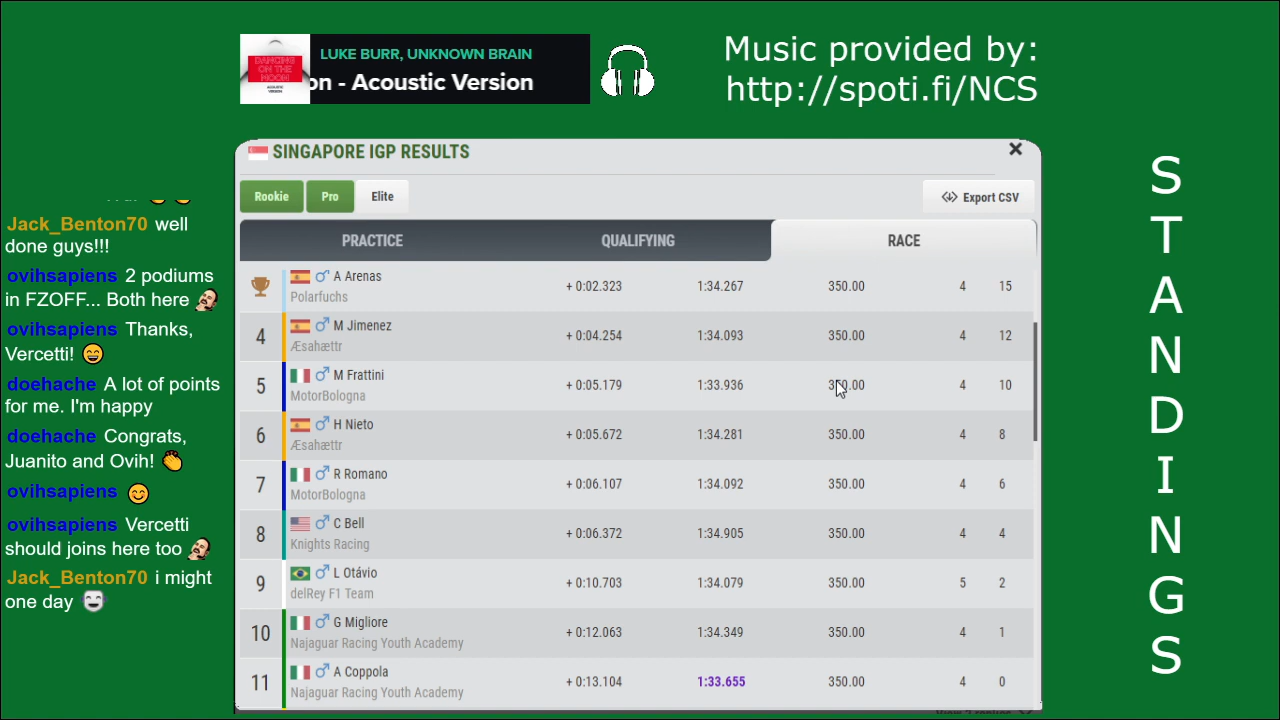 LUKE BURR, UNKNOWN BRAIN
DANCING
ON THE
MOON
ACOUSTIC
VERSION
on - Acoustic Version
Music provided by:
http://spoti.fi/NCS
SINGAPORE IGP RESULTS
Rookie Pro Elite Export CSV
PRACTICE QUALIFYING RACE
A Arenas + 0:02.323 1:34.267 350.00 4 15
Polarfuchs
4 M Jimenez + 0:04.254 1:34.093 350.00 4 12
Æsahættr
5 M Frattini + 0:05.179 1:33.936 350.00 4 10
MotorBologna
6 H Nieto + 0:05.672 1:34.281 350.00 4 8
Æsahættr
7 R Romano + 0:06.107 1:34.092 350.00 4 6
MotorBologna
8 C Bell + 0:06.372 1:34.905 350.00 4 4
Knights Racing
9 L Otávio + 0:10.703 1:34.079 350.00 5 2
delRey F1 Team
10 G Migliore + 0:12.063 1:34.349 350.00 4 1
Najaguar Racing Youth Academy
11 A Coppola + 0:13.104 1:33.655 350.00 4 0
Najaguar Racing Youth Academy
Jack_Benton70 well
done guys!!!
ovihsapiens 2 podiums
in FZOFF... Both here
ovihsapiens Thanks,
Vercetti! 😄
doehache A lot of points
for me. I'm happy
doehache Congrats,
Juanito and Ovih! 👏
ovihsapiens 😊
ovihsapiens Vercetti
should joins here too
Jack_Benton70 i might
one day
S
T
A
N
D
I
N
G
S